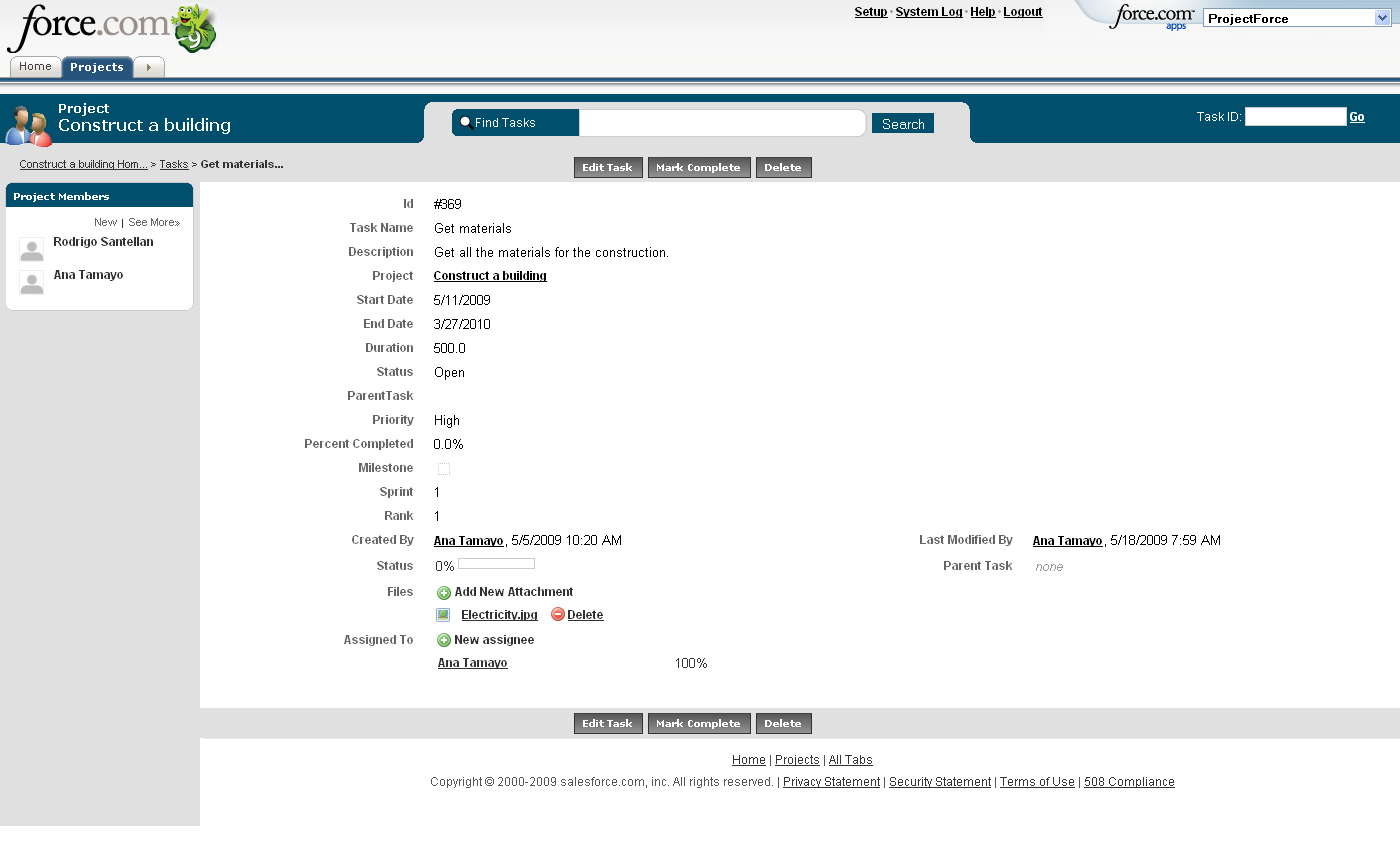 force.com 9
Setup · System Log · Help · Logout
force.com™ apps
ProjectForce
Home Projects
Project
Construct a building
Find Tasks
Search
Task ID: Go
Construct a building Hom... > Tasks > Get materials...
Edit Task Mark Complete Delete
Project Members
New | See More»
Rodrigo Santellan
Ana Tamayo
Id #369
Task Name Get materials
Description Get all the materials for the construction.
Project Construct a building
Start Date 5/11/2009
End Date 3/27/2010
Duration 500.0
Status Open
ParentTask
Priority High
Percent Completed 0.0%
Milestone
Sprint 1
Rank 1
Created By Ana Tamayo, 5/5/2009 10:20 AM Last Modified By Ana Tamayo, 5/18/2009 7:59 AM
Status 0% Parent Task none
Files Add New Attachment
Electricity.jpg Delete
Assigned To New assignee
Ana Tamayo 100%
Edit Task Mark Complete Delete
Home | Projects | All Tabs
Copyright © 2000-2009 salesforce.com, inc. All rights reserved. | Privacy Statement | Security Statement | Terms of Use | 508 Compliance